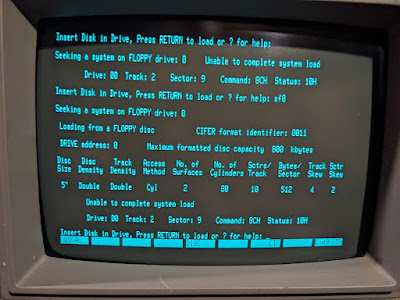 Insert Disk in Drive, Press RETURN to load or ? for help:
Seeking a system on FLOPPY drive: 0 Unable to complete system load
Drive: 00 Track: 2 Sector: 9 Command: 8CH Status: 10H
Insert Disk in Drive, Press RETURN to load or ? for help: sf0
Seeking a system on FLOPPY drive: 0
Loading from a FLOPPY disc CIFER format identifier: 0011
DRIVE address: 0 Maximum formatted disc capacity 800 kbytes
Disc Disc Track Access No. of No. of Sctrs/ Bytes/ Track Sctr
Size Density Density Method Surfaces Cylinders Track Sector Skew Skew
5" Double Double Cyl 2 80 10 512 4 2
Unable to complete system load
Drive: 00 Track: 2 Sector: 9 Command: 8CH Status: 10H
Insert Disk in Drive, Press RETURN to load or ? for help: _